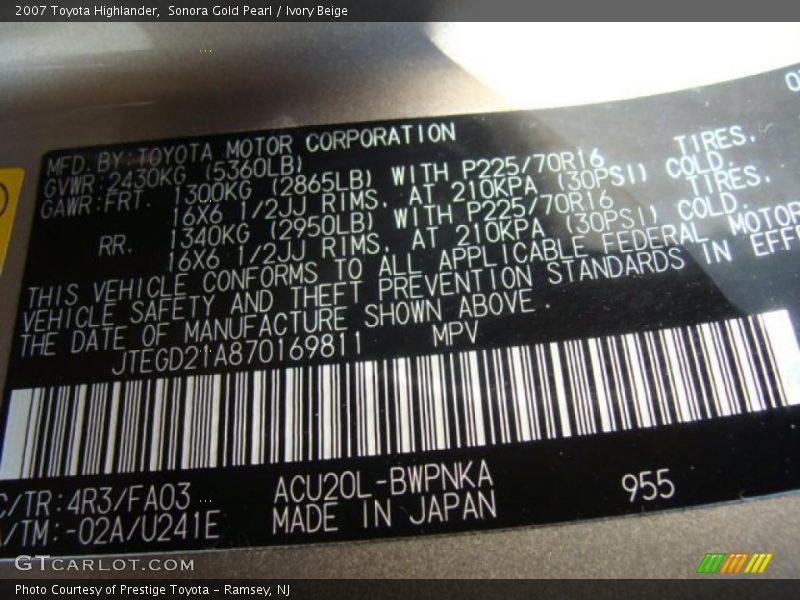 2007 Toyota Highlander, Sonora Gold Pearl / Ivory Beige
MFD. BY:TOYOTA MOTOR CORPORATION
GVWR:2430KG (5360LB)
GAWR:FRT. 1300KG (2865LB) WITH P225/70R16 TIRES.
16X6 1/2JJ RIMS. AT 210KPA (30PSI) COLD.
RR. 1340KG (2950LB) WITH P225/70R16 TIRES.
16X6 1/2JJ RIMS. AT 210KPA (30PSI) COLD.
THIS VEHICLE CONFORMS TO ALL APPLICABLE FEDERAL MOTOR
VEHICLE SAFETY AND THEFT PREVENTION STANDARDS IN EFF
THE DATE OF MANUFACTURE SHOWN ABOVE
JTEGD21A870169811 MPV
C/TR:4R3/FA03 ACU20L-BWPNKA 955
A/TM:-02A/U241E MADE IN JAPAN
GTCARLOT.COM
Photo Courtesy of Prestige Toyota - Ramsey, NJ